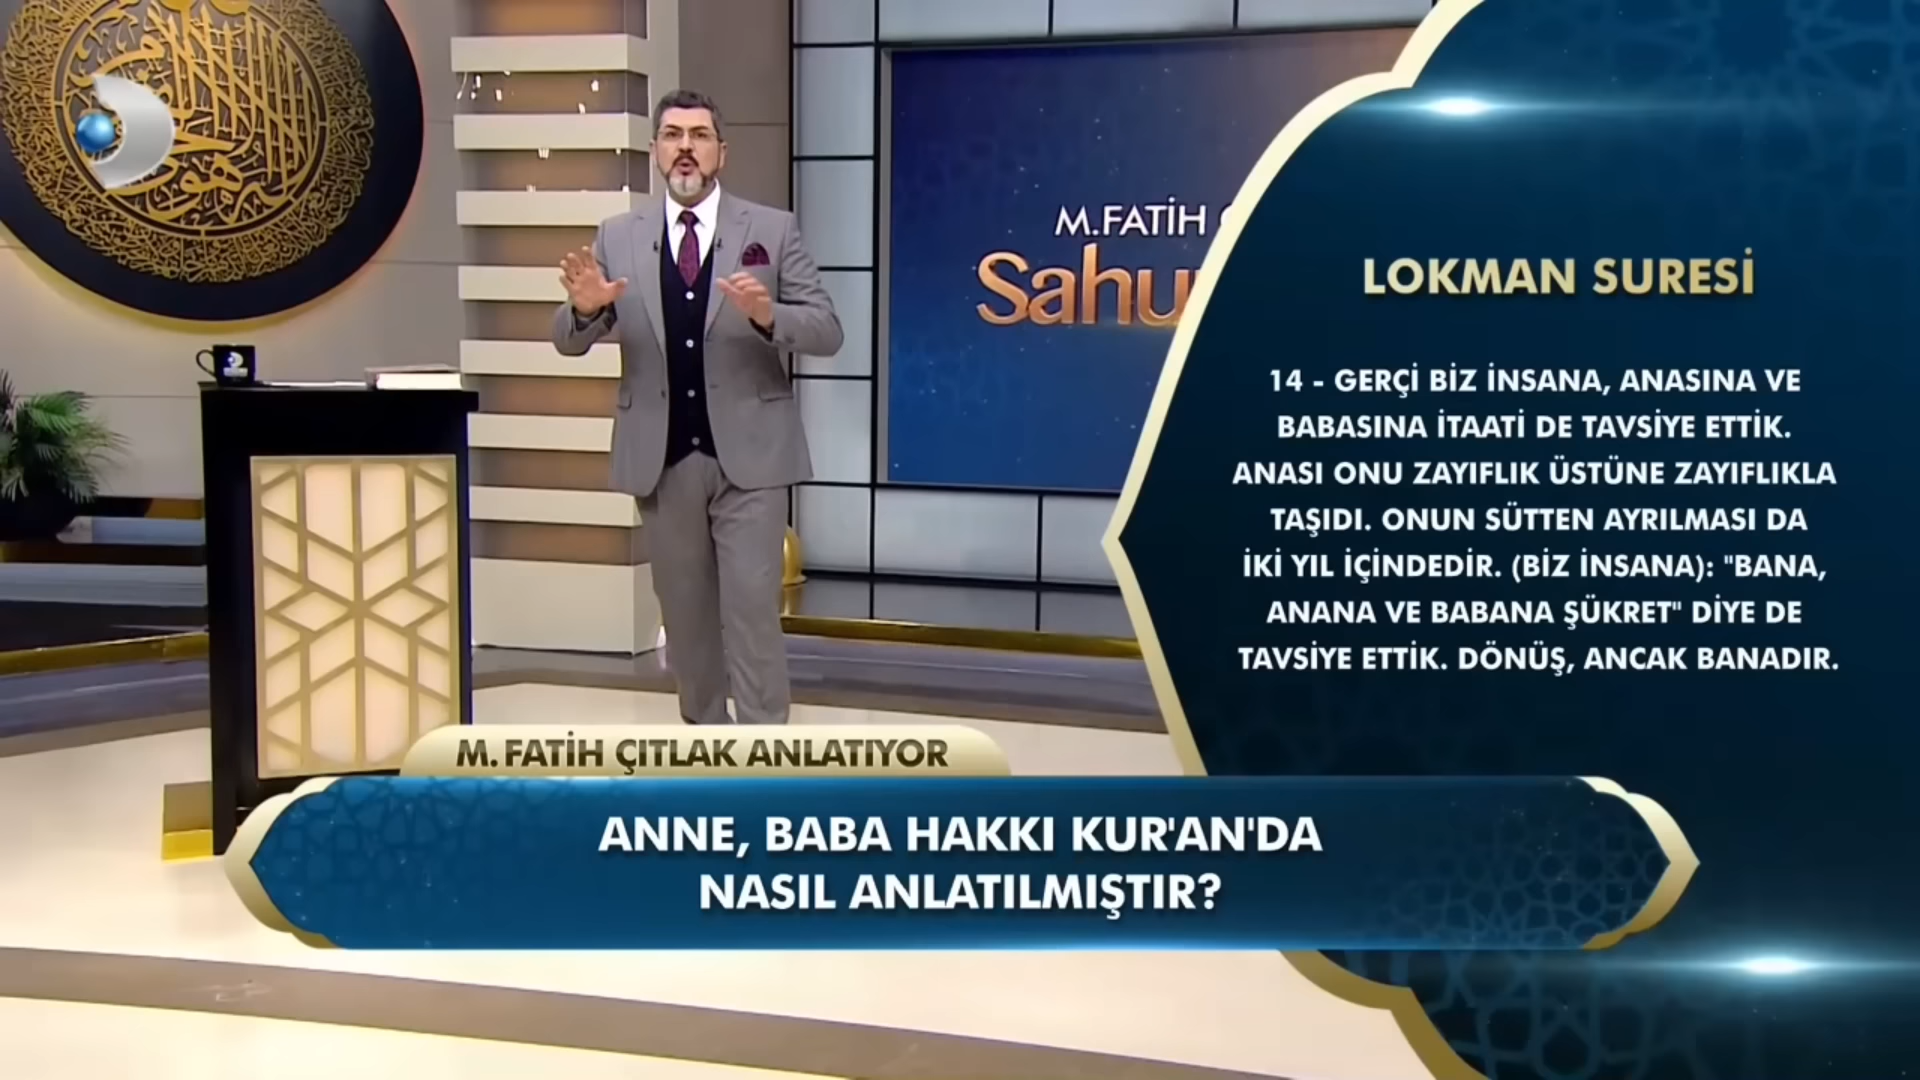 M.FATİH
Sahu
LOKMAN SURESİ
14 - GERÇİ BİZ İNSANA, ANASINA VE
BABASINA İTAATİ DE TAVSİYE ETTİK.
ANASI ONU ZAYIFLIK ÜSTÜNE ZAYIFLIKLA
TAŞIDI. ONUN SÜTTEN AYRILMASI DA
İKİ YIL İÇİNDEDİR. (BİZ İNSANA): "BANA,
ANANA VE BABANA ŞÜKRET" DİYE DE
TAVSİYE ETTİK. DÖNÜŞ, ANCAK BANADIR.
M. FATİH ÇITLAK ANLATIYOR
ANNE, BABA HAKKI KUR'AN'DA
NASIL ANLATILMIŞTIR?